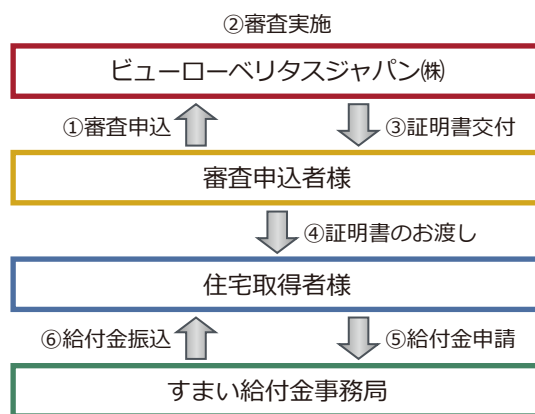 ②審査実施
ビューローベリタスジャパン㈱
①審査申込
③証明書交付
審査申込者様
④証明書のお渡し
住宅取得者様
⑥給付金振込
⑤給付金申請
すまい給付金事務局